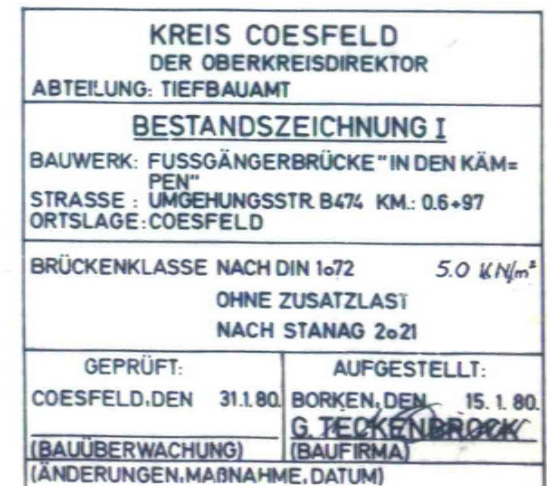 KREIS COESFELD
DER OBERKREISDIREKTOR
ABTEILUNG: TIEFBAUAMT
BESTANDSZEICHNUNG I
BAUWERK: FUSSGÄNGERBRÜCKE "IN DEN KÄM=
PEN"
STRASSE : UMGEHUNGSSTR. B474 KM.: 0.6+97
ORTSLAGE: COESFELD
BRÜCKENKLASSE NACH DIN 1o72 5.0 KN/m²
OHNE ZUSATZLAST
NACH STANAG 2o21
GEPRÜFT:
COESFELD, DEN 31.1.80.
(BAUÜBERWACHUNG)
AUFGESTELLT:
BORKEN, DEN 15. 1. 80.
G. TECKENBROCK
(BAUFIRMA)
(ÄNDERUNGEN, MAßNAHME, DATUM)